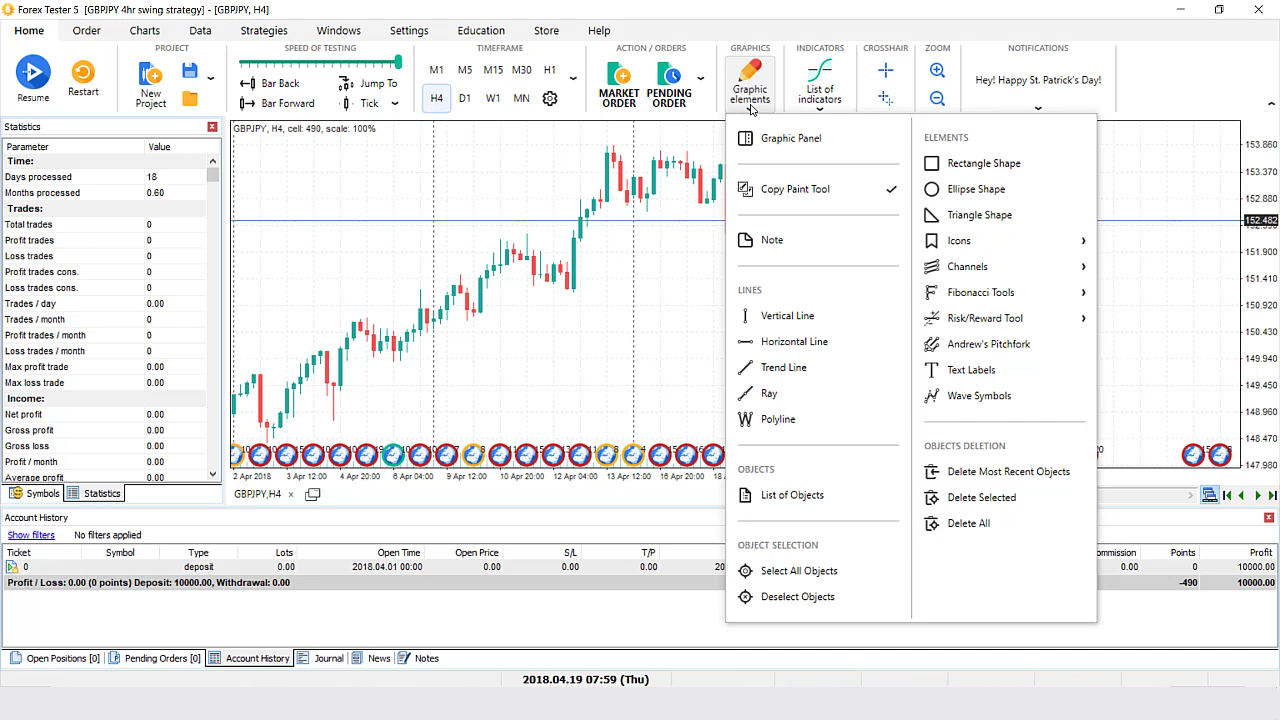 Forex Tester 5 [GBPJPY 4hr swing strategy] - [GBPJPY, H4]
Home Order Charts Data Strategies Windows Settings Education Store Help
PROJECT SPEED OF TESTING TIMEFRAME ACTION / ORDERS GRAPHICS INDICATORS CROSSHAIR ZOOM NOTIFICATIONS
Resume
Restart
New
Project
Bar Back Jump To
Bar Forward Tick
M1 M5 M15 M30 H1
H4 D1 W1 MN
MARKET
ORDER
PENDING
ORDER
Graphic
elements
List of
indicators
Hey! Happy St. Patrick's Day!
Statistics
Parameter Value
Time:
Days processed 18
Months processed 0.60
Trades:
Total trades 0
Profit trades 0
Loss trades 0
Profit trades cons. 0
Loss trades cons. 0
Trades / day 0.00
Trades / month 0.00
Profit trades / month 0
Loss trades / month 0
Max profit trade 0.00
Max loss trade 0.00
Income:
Net profit 0.00
Gross profit 0.00
Gross loss 0.00
Profit / month 0.00
Average profit 0.00
Symbols Statistics
GBPJPY, H4, cell: 490, scale: 100%
153.860
153.370
152.880
152.482
151.900
151.410
150.920
150.430
149.940
149.450
148.960
148.470
147.980
2 Apr 2018 3 Apr 12:00 4 Apr 20:00 6 Apr 04:00 9 Apr 12:00 10 Apr 20:00 12 Apr 04:00 13 Apr 12:00 16 Apr 20:00
GBPJPY,H4
Graphic Panel
Copy Paint Tool
Note
LINES
Vertical Line
Horizontal Line
Trend Line
Ray
Polyline
OBJECTS
List of Objects
OBJECT SELECTION
Select All Objects
Deselect Objects
ELEMENTS
Rectangle Shape
Ellipse Shape
Triangle Shape
Icons
Channels
Fibonacci Tools
Risk/Reward Tool
Andrew's Pitchfork
Text Labels
Wave Symbols
OBJECTS DELETION
Delete Most Recent Objects
Delete Selected
Delete All
Account History
Show filters No filters applied
Ticket Symbol Type Lots Open Time Open Price S/L T/P ommission Points Profit
0 deposit 0.00 2018.04.01 00:00 0.00 0.00 0.00 20 0.00 0 10000.00
Profit / Loss: 0.00 (0 points) Deposit: 10000.00, Withdrawal: 0.00 -490 10000.00
Open Positions [0] Pending Orders [0] Account History Journal News Notes
2018.04.19 07:59 (Thu)